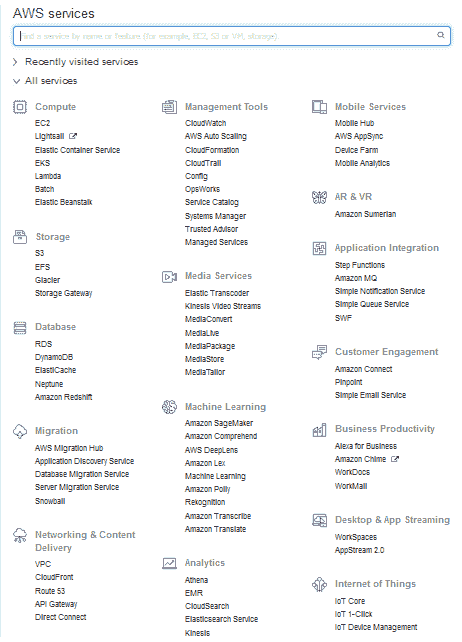 AWS services
Find a service by name or feature (for example, EC2, S3 or VM, storage).
Recently visited services
All services
Compute
EC2
Lightsail
Elastic Container Service
EKS
Lambda
Batch
Elastic Beanstalk
Storage
S3
EFS
Glacier
Storage Gateway
Database
RDS
DynamoDB
ElastiCache
Neptune
Amazon Redshift
Migration
AWS Migration Hub
Application Discovery Service
Database Migration Service
Server Migration Service
Snowball
Networking & Content
Delivery
VPC
CloudFront
Route 53
API Gateway
Direct Connect
Management Tools
CloudWatch
AWS Auto Scaling
CloudFormation
CloudTrail
Config
OpsWorks
Service Catalog
Systems Manager
Trusted Advisor
Managed Services
Media Services
Elastic Transcoder
Kinesis Video Streams
MediaConvert
MediaLive
MediaPackage
MediaStore
MediaTailor
Machine Learning
Amazon SageMaker
Amazon Comprehend
AWS DeepLens
Amazon Lex
Machine Learning
Amazon Polly
Rekognition
Amazon Transcribe
Amazon Translate
Analytics
Athena
EMR
CloudSearch
Elasticsearch Service
Kinesis
Mobile Services
Mobile Hub
AWS AppSync
Device Farm
Mobile Analytics
AR & VR
Amazon Sumerian
Application Integration
Step Functions
Amazon MQ
Simple Notification Service
Simple Queue Service
SWF
Customer Engagement
Amazon Connect
Pinpoint
Simple Email Service
Business Productivity
Alexa for Business
Amazon Chime
WorkDocs
WorkMail
Desktop & App Streaming
WorkSpaces
AppStream 2.0
Internet of Things
IoT Core
IoT 1-Click
IoT Device Management